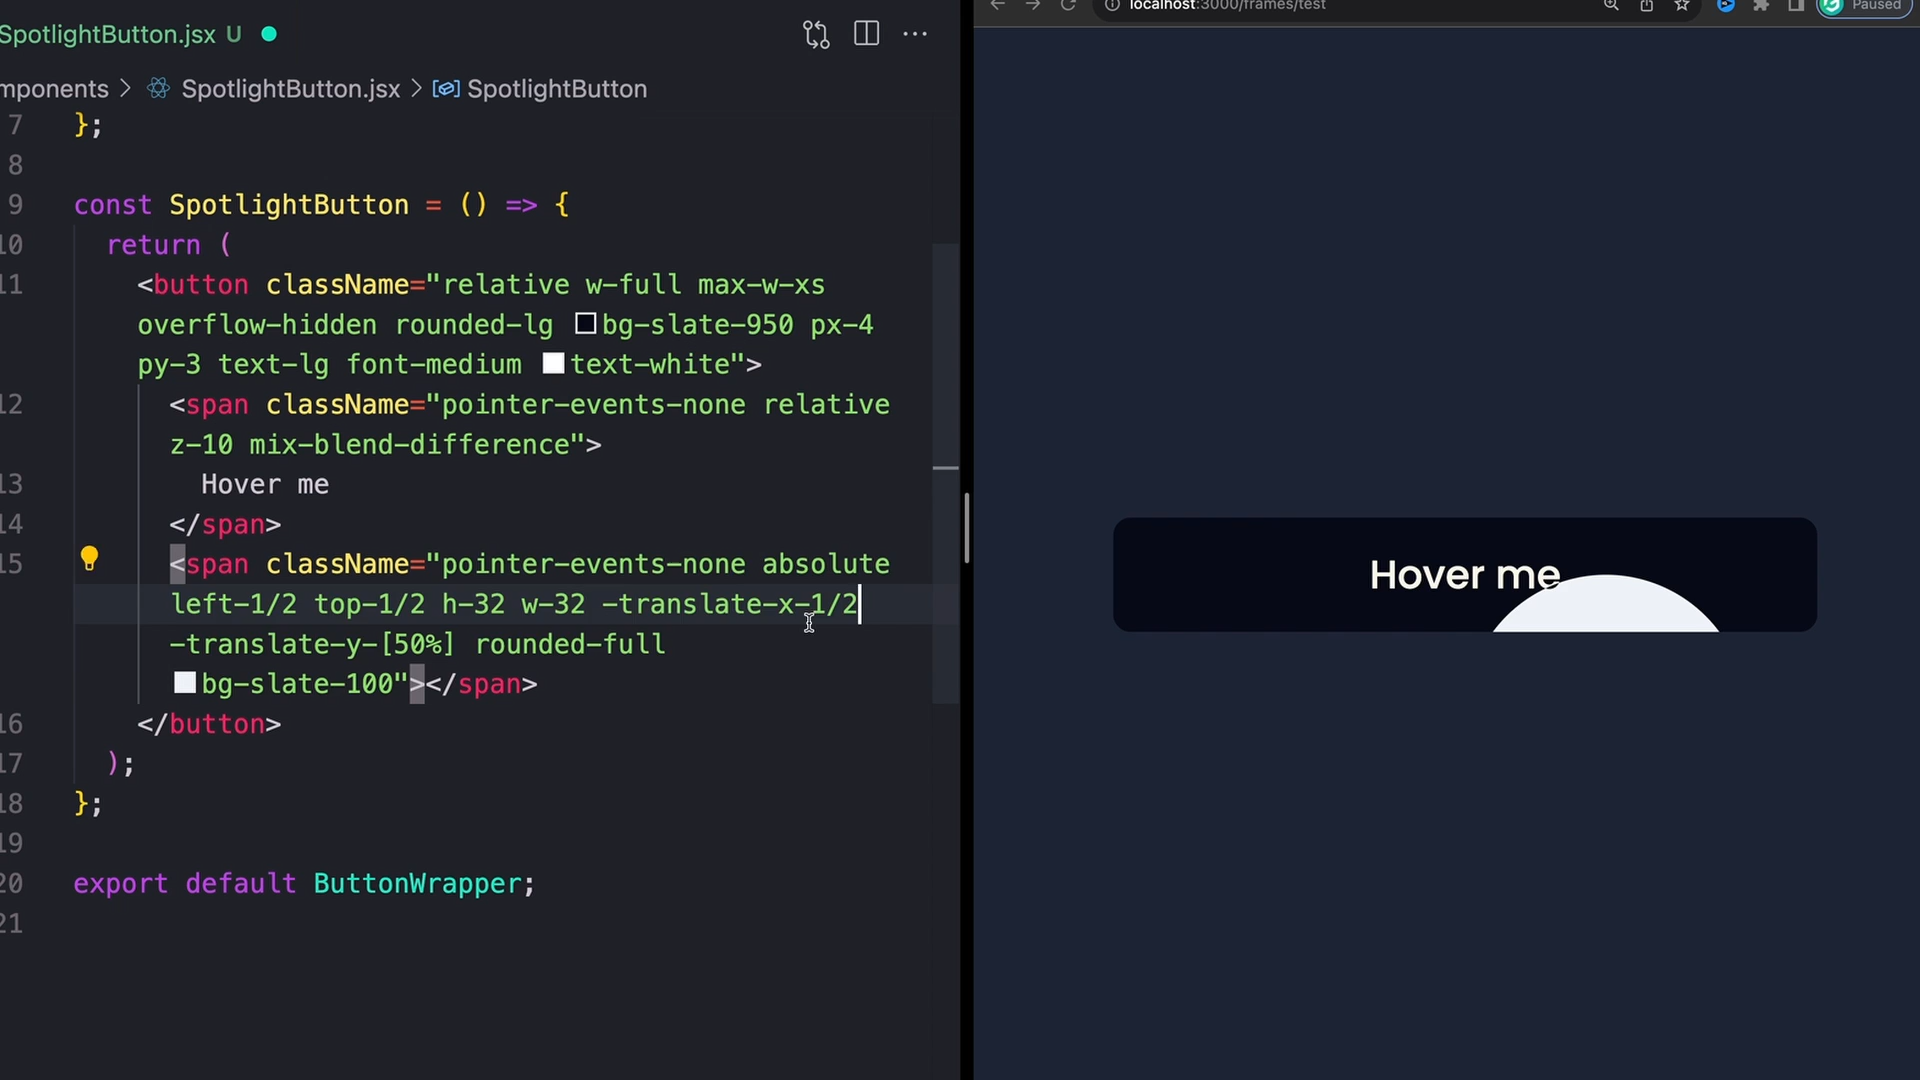 SpotlightButton.jsx U
mponents > SpotlightButton.jsx > SpotlightButton
7 };
8
9 const SpotlightButton = () => {
10 return (
11 <button className="relative w-full max-w-xs
overflow-hidden rounded-lg bg-slate-950 px-4
py-3 text-lg font-medium text-white">
12 <span className="pointer-events-none relative
z-10 mix-blend-difference">
13 Hover me
14 </span>
15 <span className="pointer-events-none absolute
left-1/2 top-1/2 h-32 w-32 -translate-x-1/2
-translate-y-[50%] rounded-full
bg-slate-100"></span>
16 </button>
17 );
18 };
19
20 export default ButtonWrapper;
21
localhost:3000/frames/test
Paused
Hover me